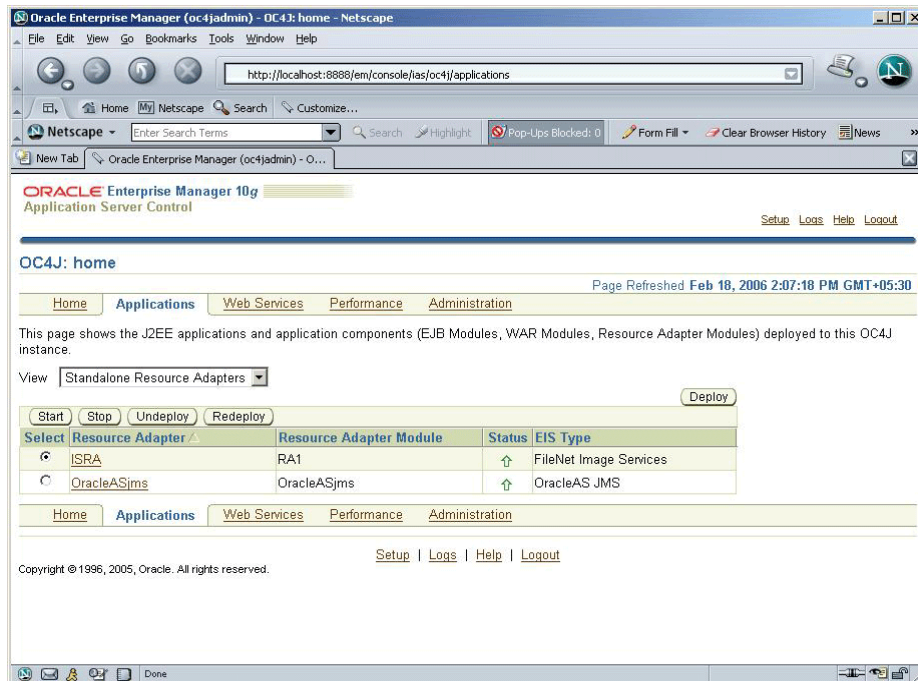 Oracle Enterprise Manager (oc4jadmin) - OC4J: home - Netscape
File Edit View Go Bookmarks Tools Window Help
http://localhost:8888/em/console/ias/oc4j/applications
Home My Netscape Search Customize...
Netscape Enter Search Terms Search Highlight Pop-Ups Blocked: 0 Form Fill Clear Browser History News
New Tab Oracle Enterprise Manager (oc4jadmin) - O...
ORACLE Enterprise Manager 10g
Application Server Control
Setup Logs Help Logout
OC4J: home
Page Refreshed Feb 18, 2006 2:07:18 PM GMT+05:30
Home Applications Web Services Performance Administration
This page shows the J2EE applications and application components (EJB Modules, WAR Modules, Resource Adapter Modules) deployed to this OC4J
instance.
View Standalone Resource Adapters
Deploy
Start Stop Undeploy Redeploy
Select Resource Adapter Resource Adapter Module Status EIS Type
ISRA RA1 FileNet Image Services
OracleASjms OracleASjms OracleAS JMS
Home Applications Web Services Performance Administration
Setup | Logs | Help | Logout
Copyright © 1996, 2005, Oracle. All rights reserved.
Done